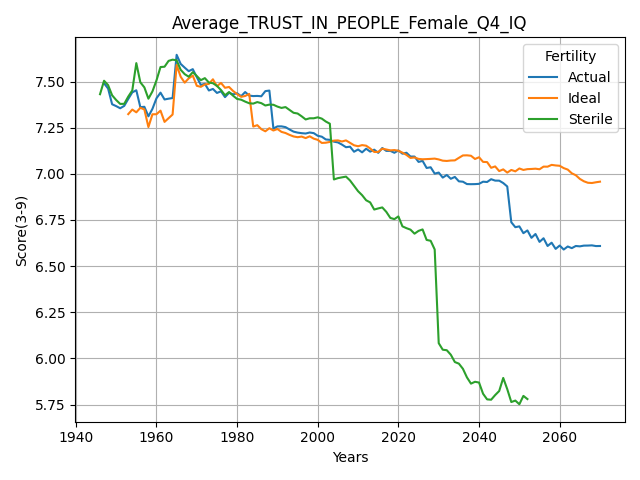 Average_TRUST_IN_PEOPLE_Female_Q4_IQ
Fertility
Actual
Ideal
Sterile
Score(3-9)
7.50
7.25
7.00
6.75
6.50
6.25
6.00
5.75
1940
1960
1980
2000
2020
2040
2060
Years